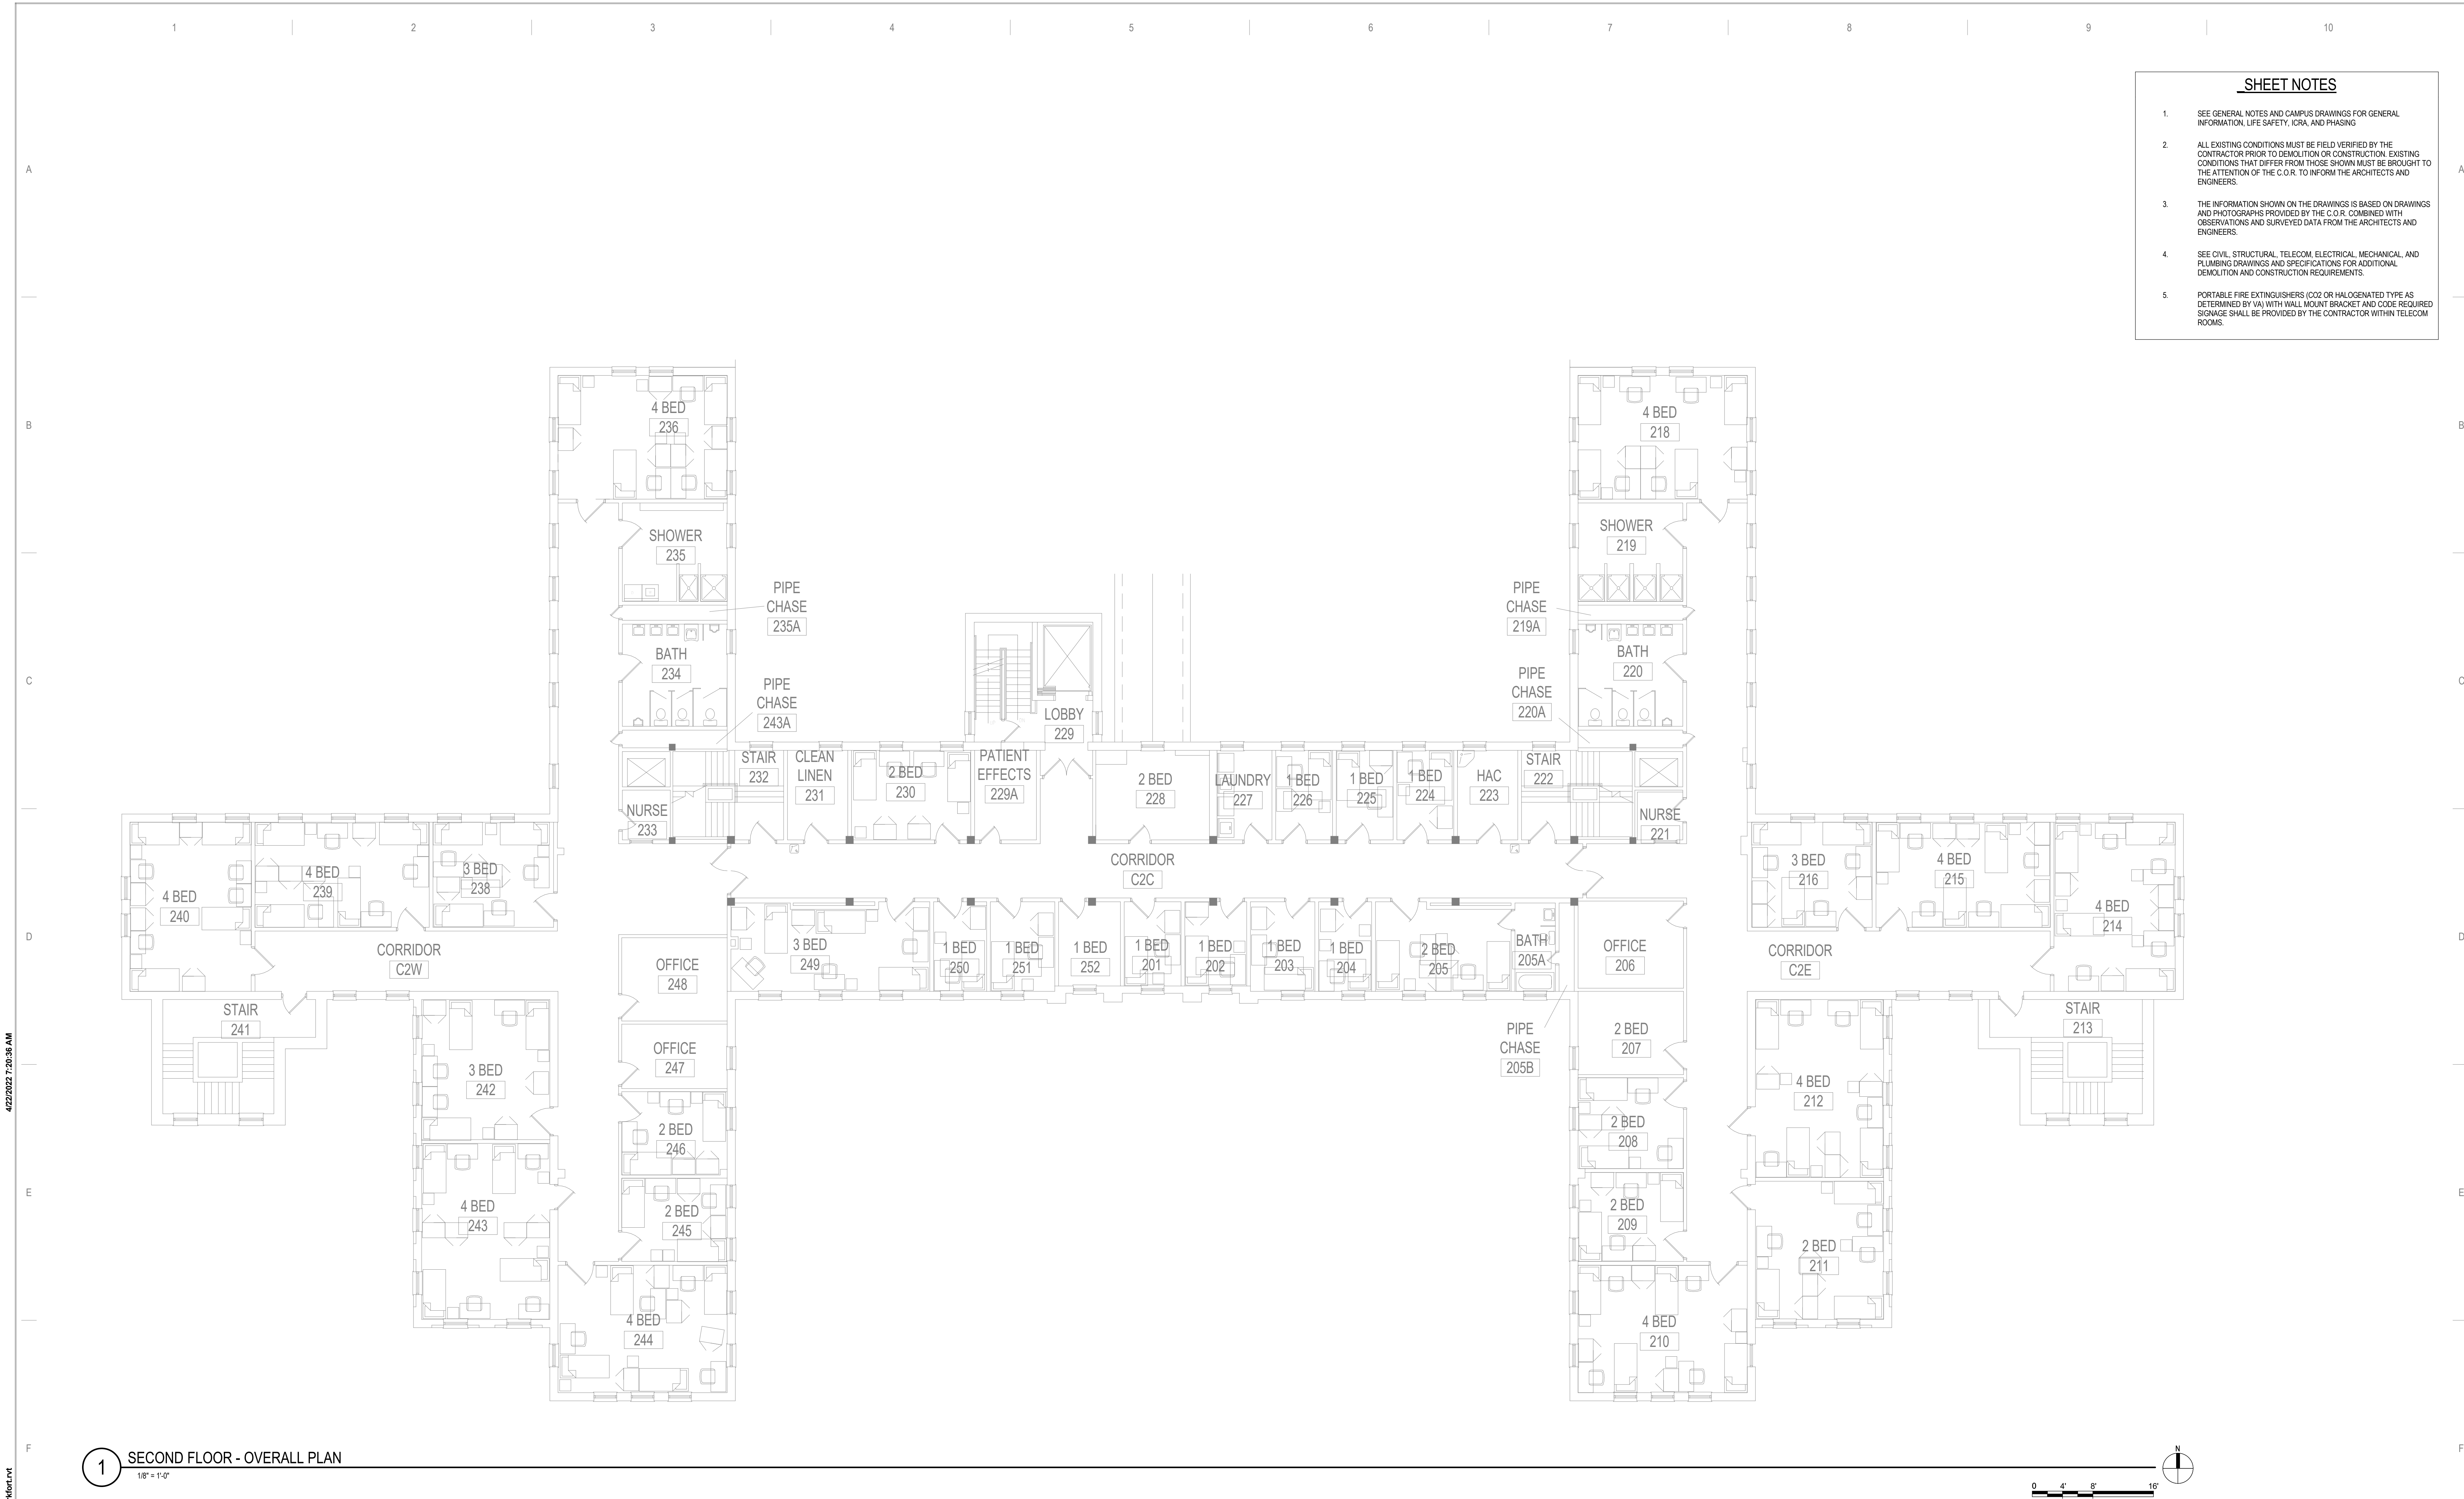 1 2 3 4 5 6 7 8 9 10
_SHEET NOTES
1. SEE GENERAL NOTES AND CAMPUS DRAWINGS FOR GENERAL
INFORMATION, LIFE SAFETY, ICRA, AND PHASING
2. ALL EXISTING CONDITIONS MUST BE FIELD VERIFIED BY THE
CONTRACTOR PRIOR TO DEMOLITION OR CONSTRUCTION. EXISTING
CONDITIONS THAT DIFFER FROM THOSE SHOWN MUST BE BROUGHT TO
THE ATTENTION OF THE C.O.R. TO INFORM THE ARCHITECTS AND
ENGINEERS.
3. THE INFORMATION SHOWN ON THE DRAWINGS IS BASED ON DRAWINGS
AND PHOTOGRAPHS PROVIDED BY THE C.O.R. COMBINED WITH
OBSERVATIONS AND SURVEYED DATA FROM THE ARCHITECTS AND
ENGINEERS.
4. SEE CIVIL, STRUCTURAL, TELECOM, ELECTRICAL, MECHANICAL, AND
PLUMBING DRAWINGS AND SPECIFICATIONS FOR ADDITIONAL
DEMOLITION AND CONSTRUCTION REQUIREMENTS.
5. PORTABLE FIRE EXTINGUISHERS (CO2 OR HALOGENATED TYPE AS
DETERMINED BY VA) WITH WALL MOUNT BRACKET AND CODE REQUIRED
SIGNAGE SHALL BE PROVIDED BY THE CONTRACTOR WITHIN TELECOM
ROOMS.
A A
B B
C C
D D
E E
F F
4 BED
236
4 BED
218
SHOWER
235
SHOWER
219
PIPE
CHASE
235A
PIPE
CHASE
219A
BATH
234
BATH
220
PIPE
CHASE
243A
PIPE
CHASE
220A
LOBBY
229
NURSE
233
STAIR
232
CLEAN
LINEN
231
2 BED
230
PATIENT
EFFECTS
229A
2 BED
228
LAUNDRY
227
1 BED
226
1 BED
225
1 BED
224
HAC
223
STAIR
222
NURSE
221
CORRIDOR
C2C
4 BED
240
4 BED
239
3 BED
238
3 BED
216
4 BED
215
4 BED
214
CORRIDOR
C2W
OFFICE
248
3 BED
249
1 BED
250
1 BED
251
1 BED
252
1 BED
201
1 BED
202
1 BED
203
1 BED
204
2 BED
205
BATH
205A
OFFICE
206
CORRIDOR
C2E
STAIR
241
STAIR
213
PIPE
CHASE
205B
2 BED
207
3 BED
242
OFFICE
247
4 BED
212
2 BED
246
2 BED
208
4 BED
243
2 BED
245
2 BED
209
2 BED
211
4 BED
244
4 BED
210
4/22/2022 7:20:36 AM
1 SECOND FLOOR - OVERALL PLAN
1/8" = 1'-0"
N
0 4' 8' 16'